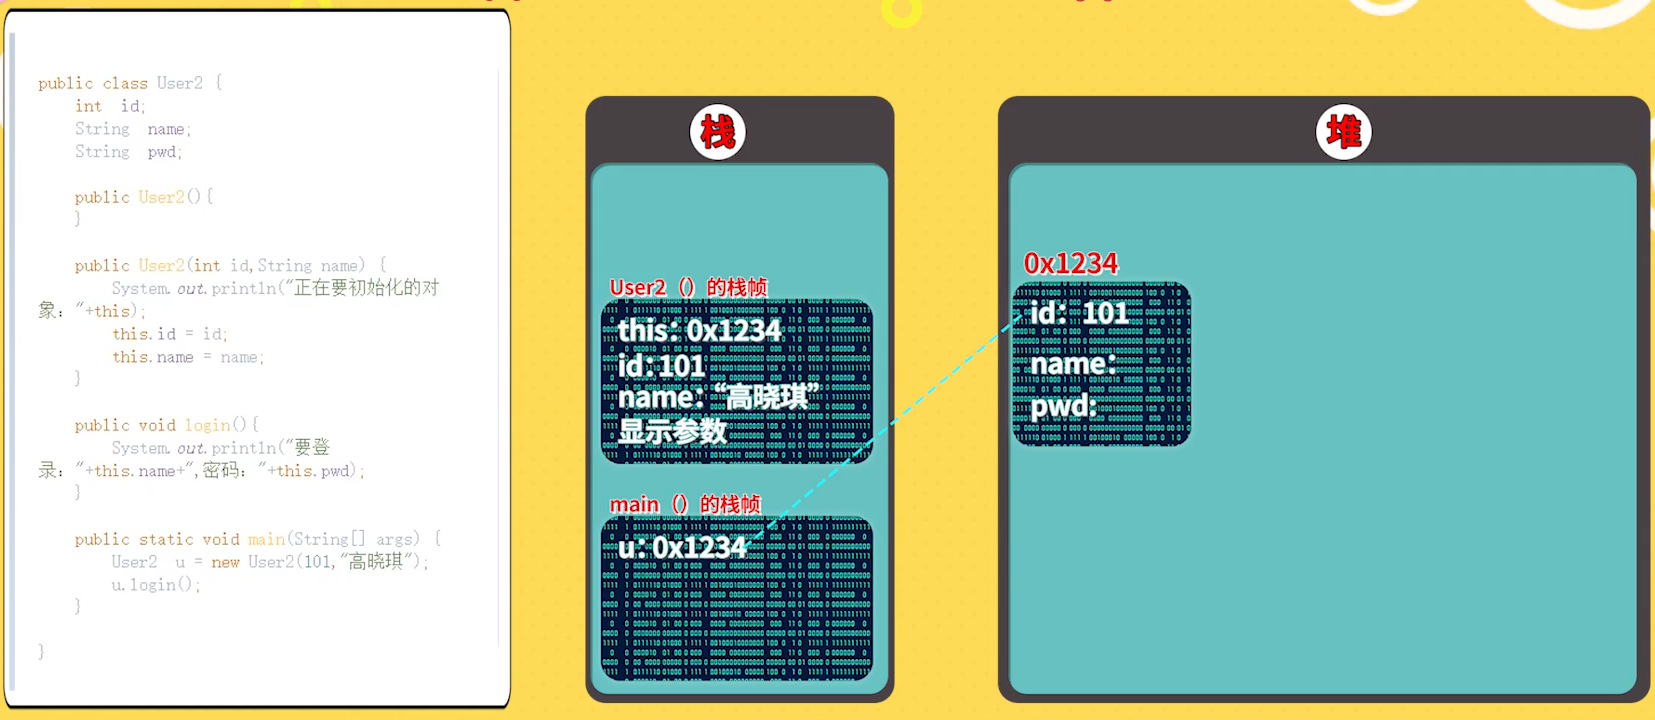 public class User2 {
int id;
String name;
String pwd;
public User2(){
}
public User2(int id,String name) {
System.out.println("正在要初始化的对
象："+this);
this.id = id;
this.name = name;
}
public void login(){
System.out.println("要登
录："+this.name+",密码："+this.pwd);
}
public static void main(String[] args) {
User2 u = new User2(101,"高晓琪");
u.login();
}
}
栈
User2（）的栈帧
this：0x1234
id：101
name：“高晓琪”
显示参数
main（）的栈帧
u：0x1234
堆
0x1234
id：101
name：
pwd: